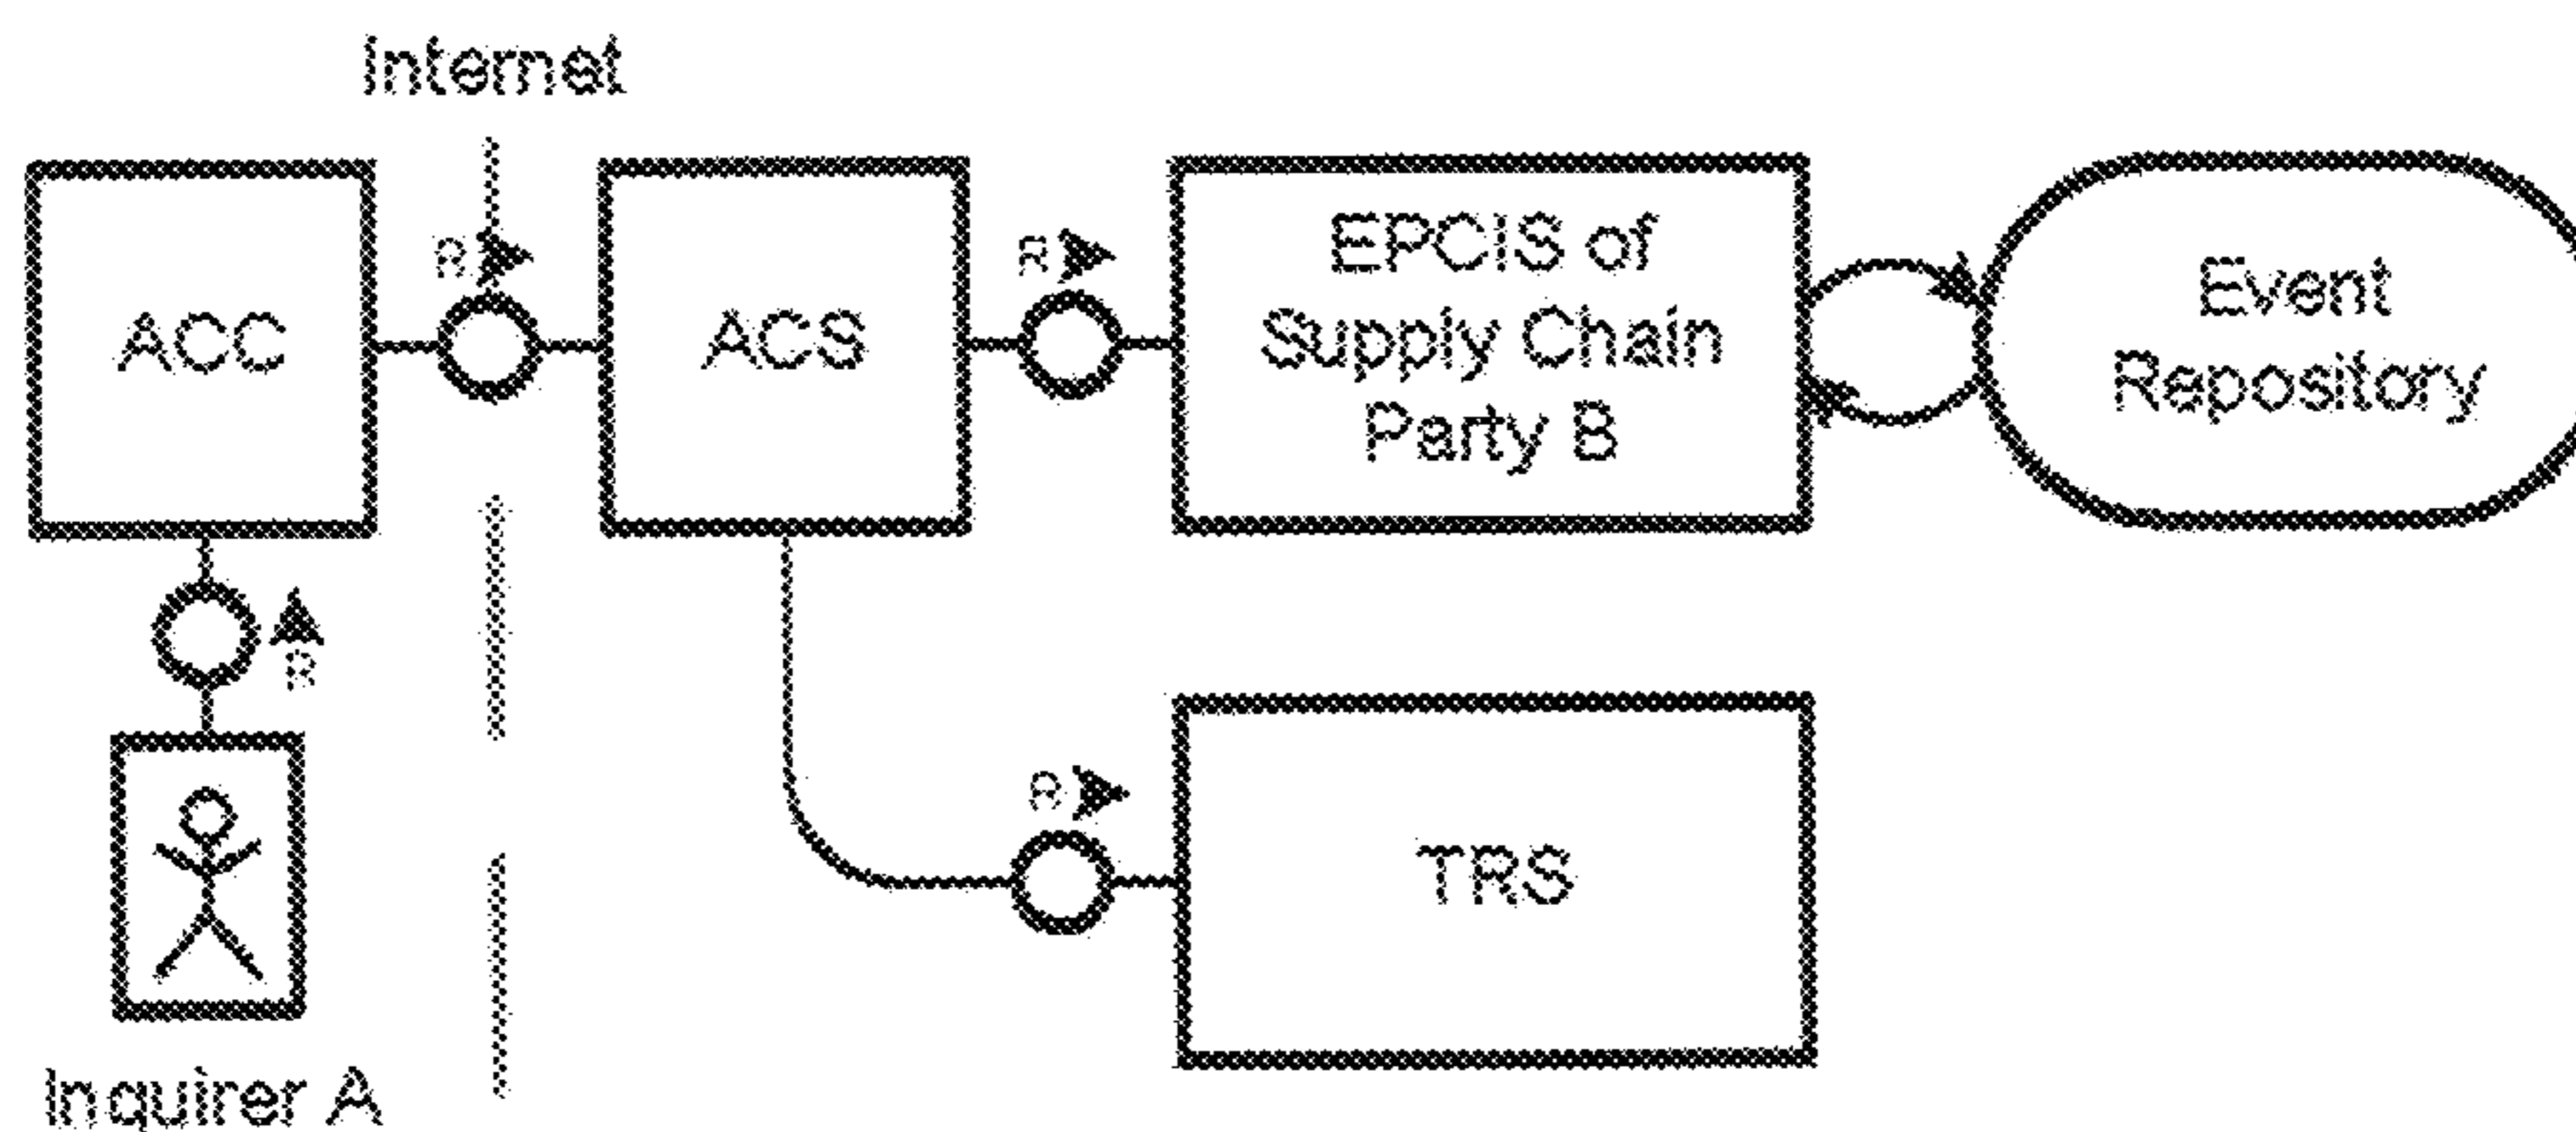 Internet
R
R
ACC
ACS
EPCIS of
Supply Chain
Party B
Event
Repository
R
R
TRS
Inquirer A